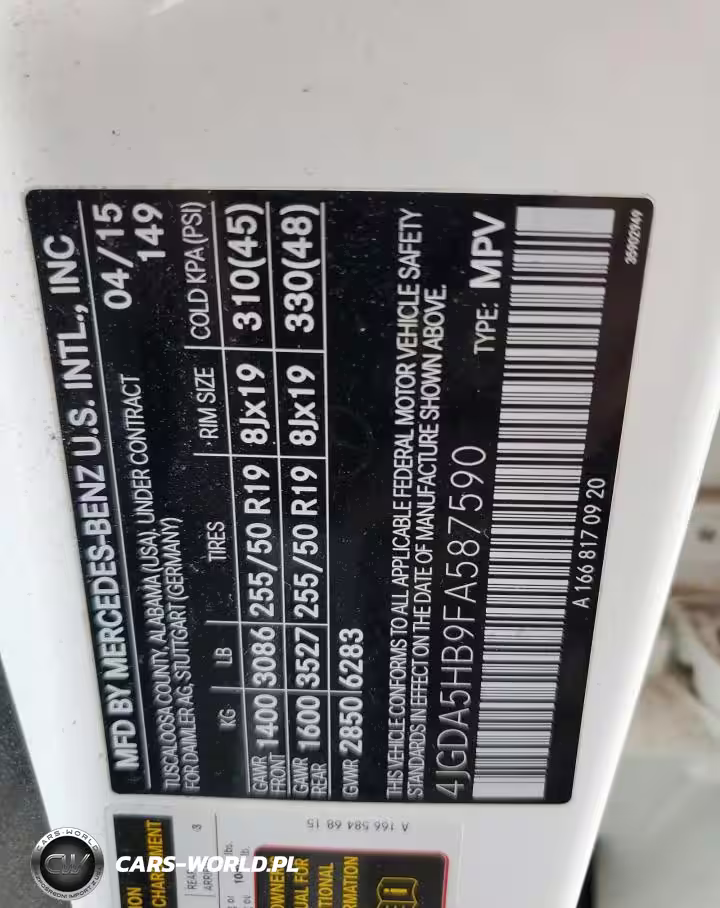 MFD BY MERCEDES-BENZ U.S. INTL., INC
TUSCALOOSA COUNTY, ALABAMA (USA), UNDER CONTRACT 04/15
FOR DAIMLER AG, STUTTGART (GERMANY) 149
KG LB TIRES RIM SIZE COLD KPA (PSI)
GAWR FRONT 1400 3086 255/50 R19 8Jx19 310(45)
GAWR REAR 1600 3527 255/50 R19 8Jx19 330(48)
GVWR 2850 6283
THIS VEHICLE CONFORMS TO ALL APPLICABLE FEDERAL MOTOR VEHICLE SAFETY
STANDARDS IN EFFECT ON THE DATE OF MANUFACTURE SHOWN ABOVE.
4JGDA5HB9FA587590 TYPE: MPV
A 166 817 09 20
35902949
A 166 584 68 15
CARS-WORLD
CW
CARS-WORLD.PL